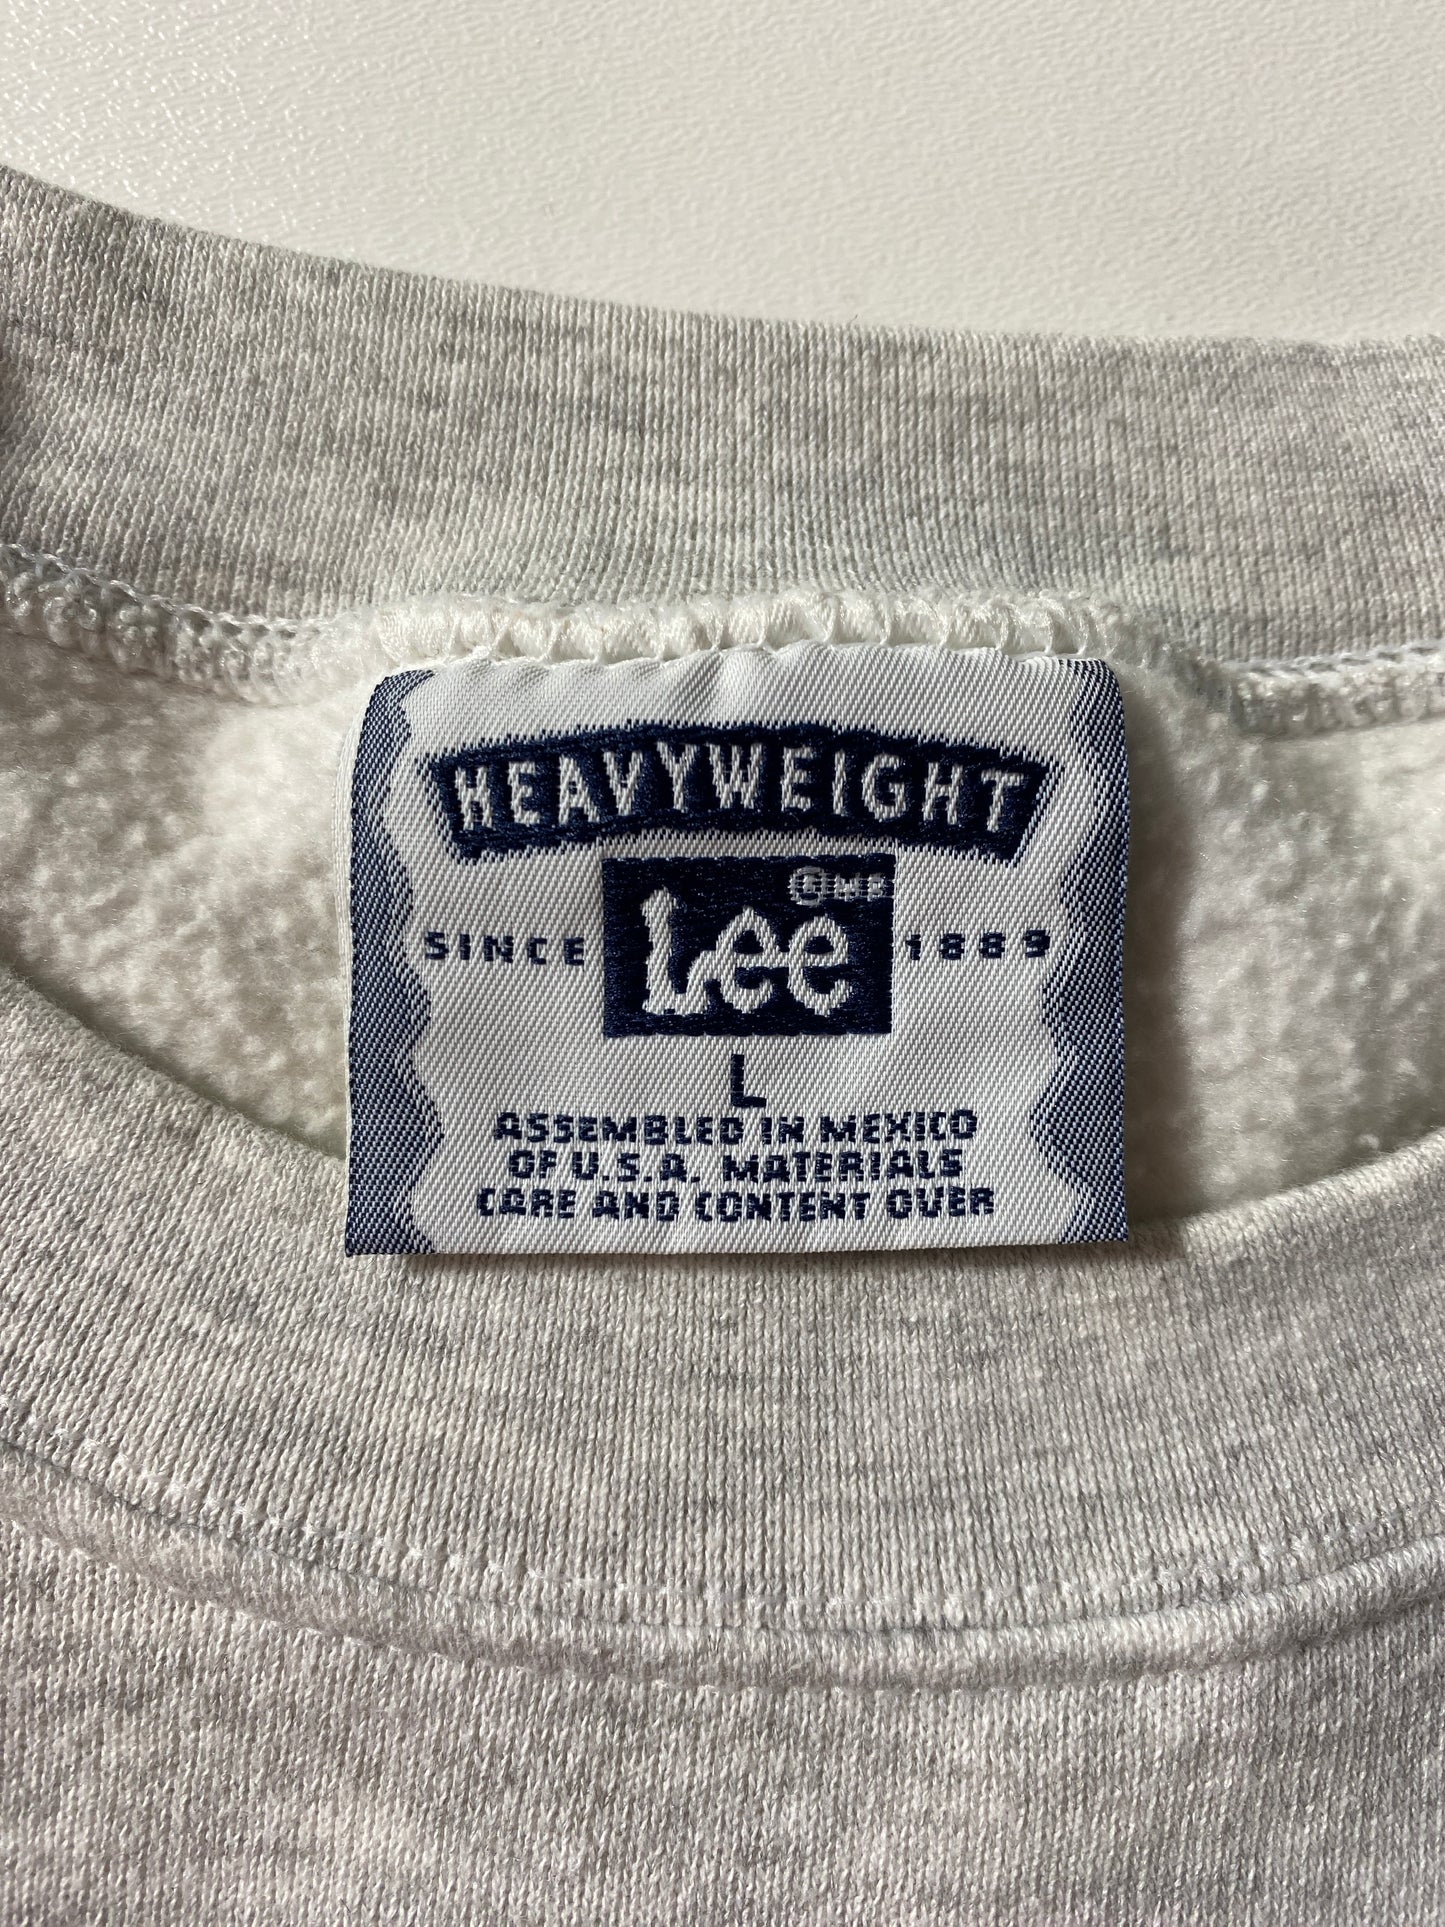 HEAVYWEIGHT
Lee
SINCE 1889
L
ASSEMBLED IN MEXICO
OF U.S.A. MATERIALS
CARE AND CONTENT OVER